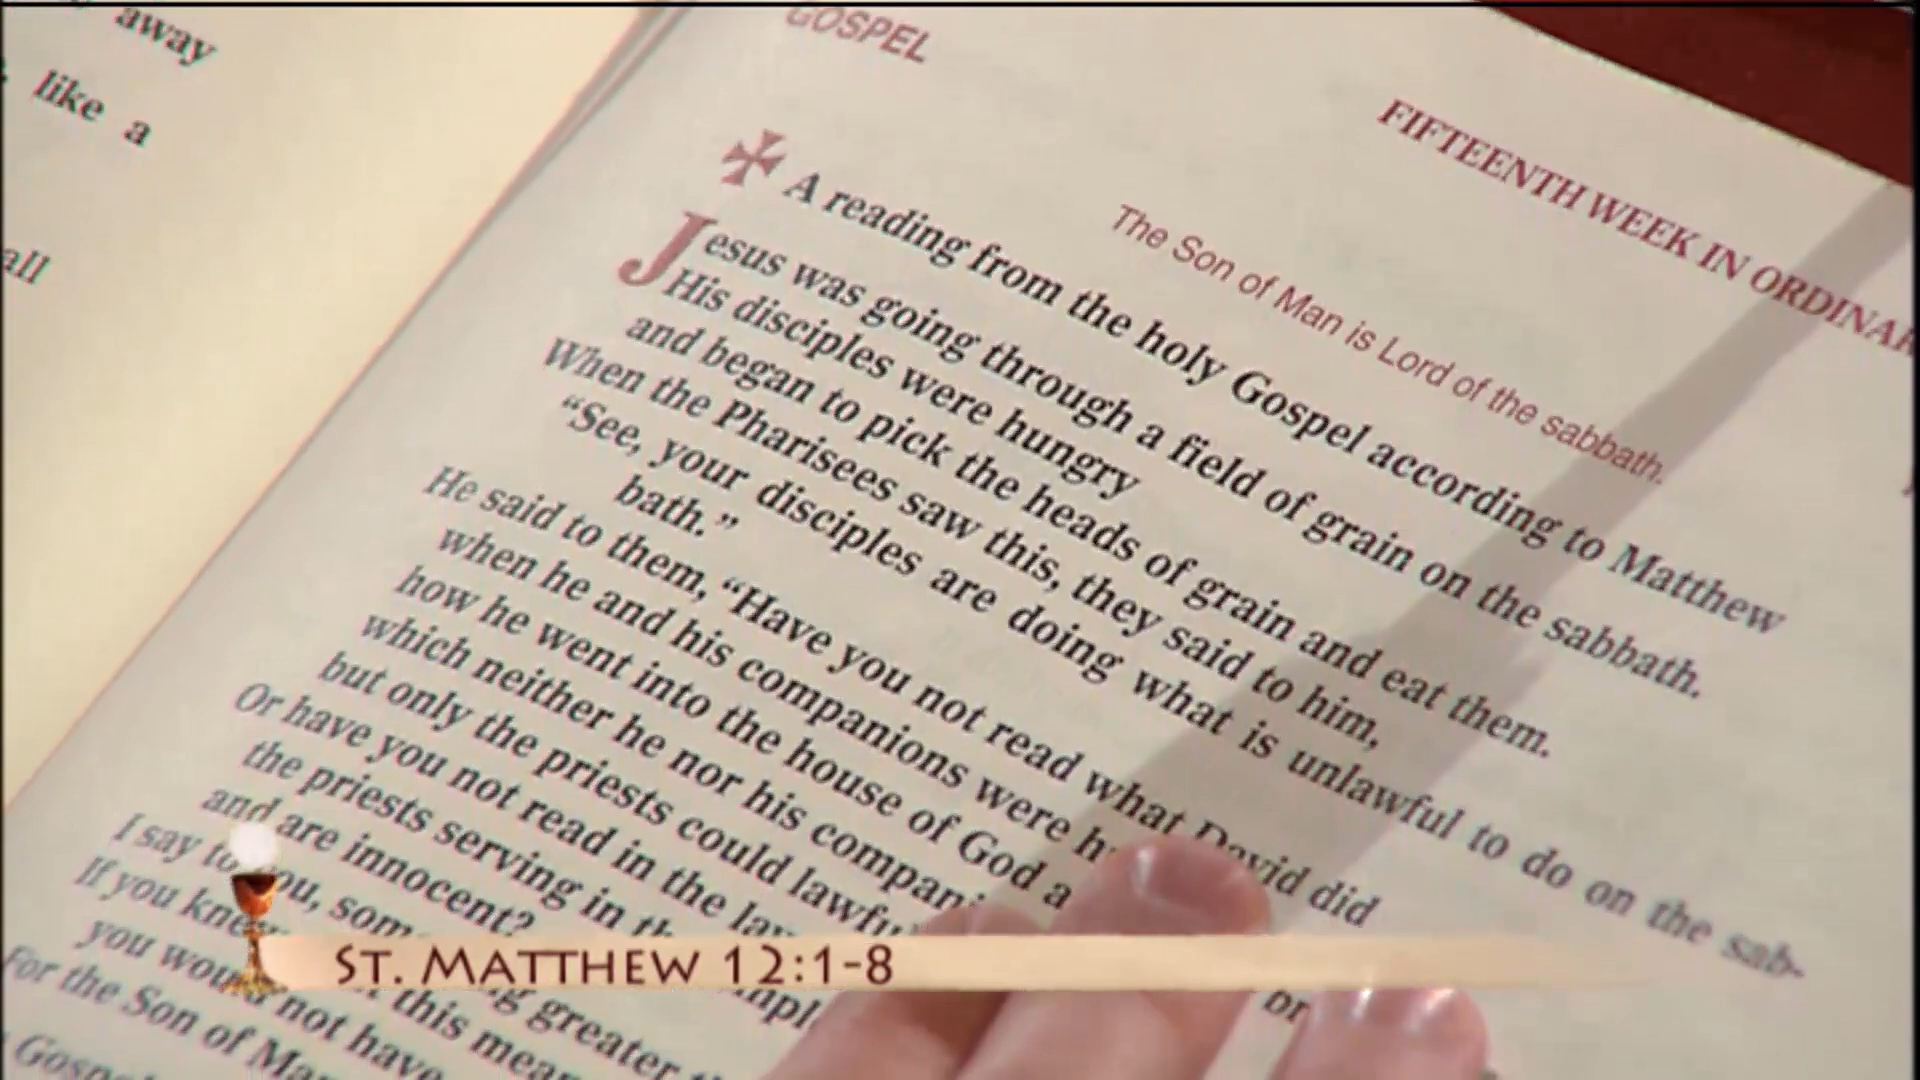 away
like a
all
GOSPEL
FIFTEENTH WEEK IN
The Son of Man is Lord of the sabbath.
A reading from the holy Gospel according to Matthew
Jesus was going through a field of grain on the sabbath.
His disciples were hungry
and began to pick the heads of grain and eat them.
When the Pharisees saw this, they said to him,
“See, your disciples are doing what is unlawful to do on the sab-
bath.”
He said to them, “Have you not read what David did
when he and his companions were
how he went into the house of God a
which neither he nor his
but only the priests could
Or have you not read in the
the priests serving in
and are innocent?
I say to you,
greater
If you
this
you would not have
For the Son of
ST. MATTHEW 12:1-8